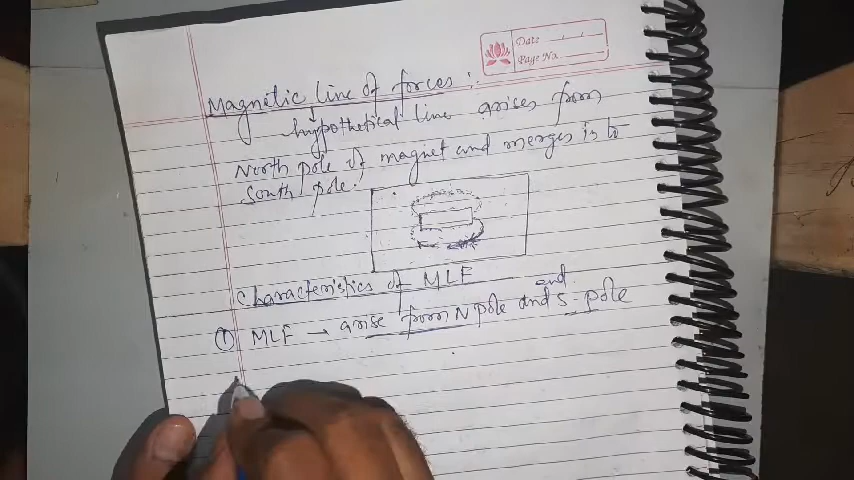 Date / /
Page No.
Magnetic line of forces :-
hypothetical line arises from
North pole of magnet and merges is to
South pole.
Characteristics of MLF
and
① MLF → arise from N pole and S pole